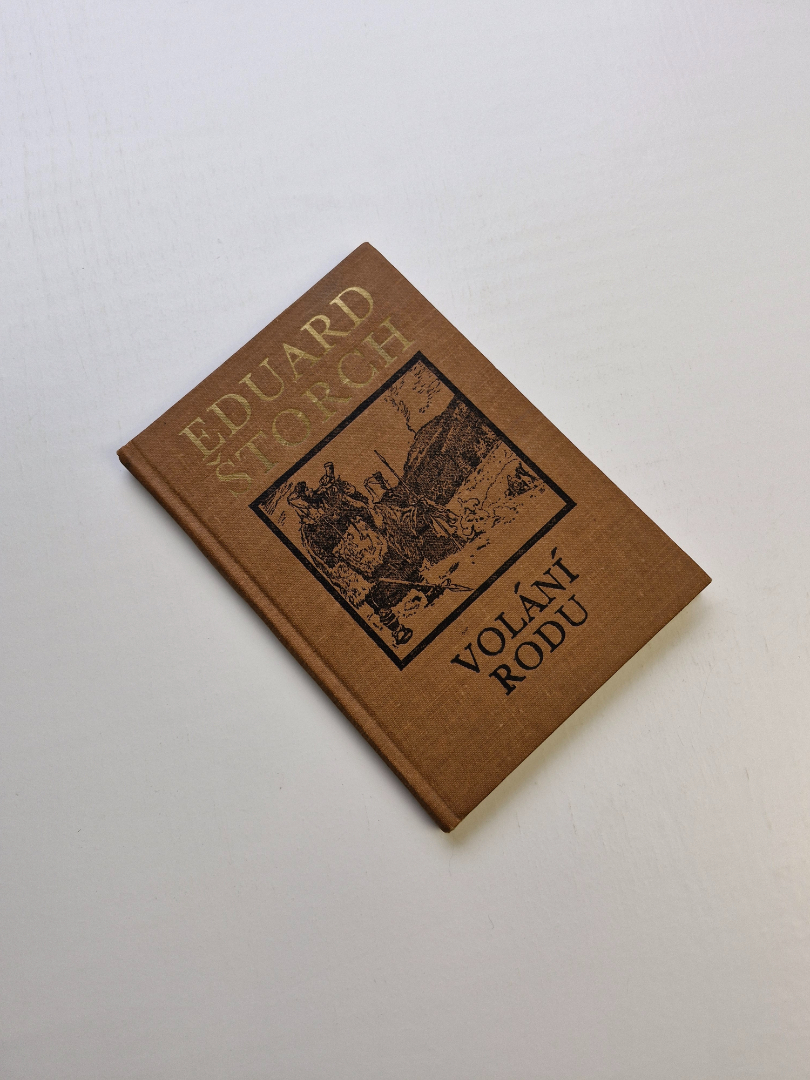 EDUARD
ŠTORCH
VOLÁNÍ
RODU